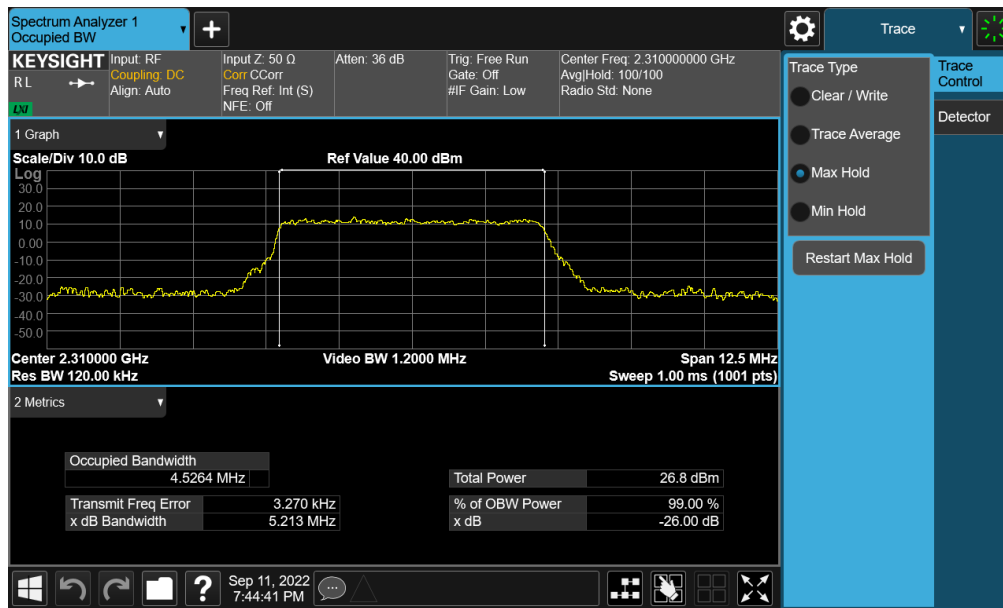 Spectrum Analyzer 1
Occupied BW
Trace
KEYSIGHT
R L
LXI
Input: RF
Coupling: DC
Align: Auto
Input Z: 50 Ω
Corr CCorr
Freq Ref: Int (S)
NFE: Off
Atten: 36 dB
Trig: Free Run
Gate: Off
#IF Gain: Low
Center Freq: 2.310000000 GHz
Avg|Hold: 100/100
Radio Std: None
Trace Type
Clear / Write
Trace Average
Max Hold
Min Hold
Restart Max Hold
Trace
Control
Detector
1 Graph
Scale/Div 10.0 dB
Ref Value 40.00 dBm
Log
30.0
20.0
10.0
0.00
-10.0
-20.0
-30.0
-40.0
-50.0
Center 2.310000 GHz
Video BW 1.2000 MHz
Span 12.5 MHz
Res BW 120.00 kHz
Sweep 1.00 ms (1001 pts)
2 Metrics
Occupied Bandwidth
4.5264 MHz
Total Power 26.8 dBm
Transmit Freq Error 3.270 kHz
% of OBW Power 99.00 %
x dB Bandwidth 5.213 MHz
x dB -26.00 dB
?
Sep 11, 2022
7:44:41 PM